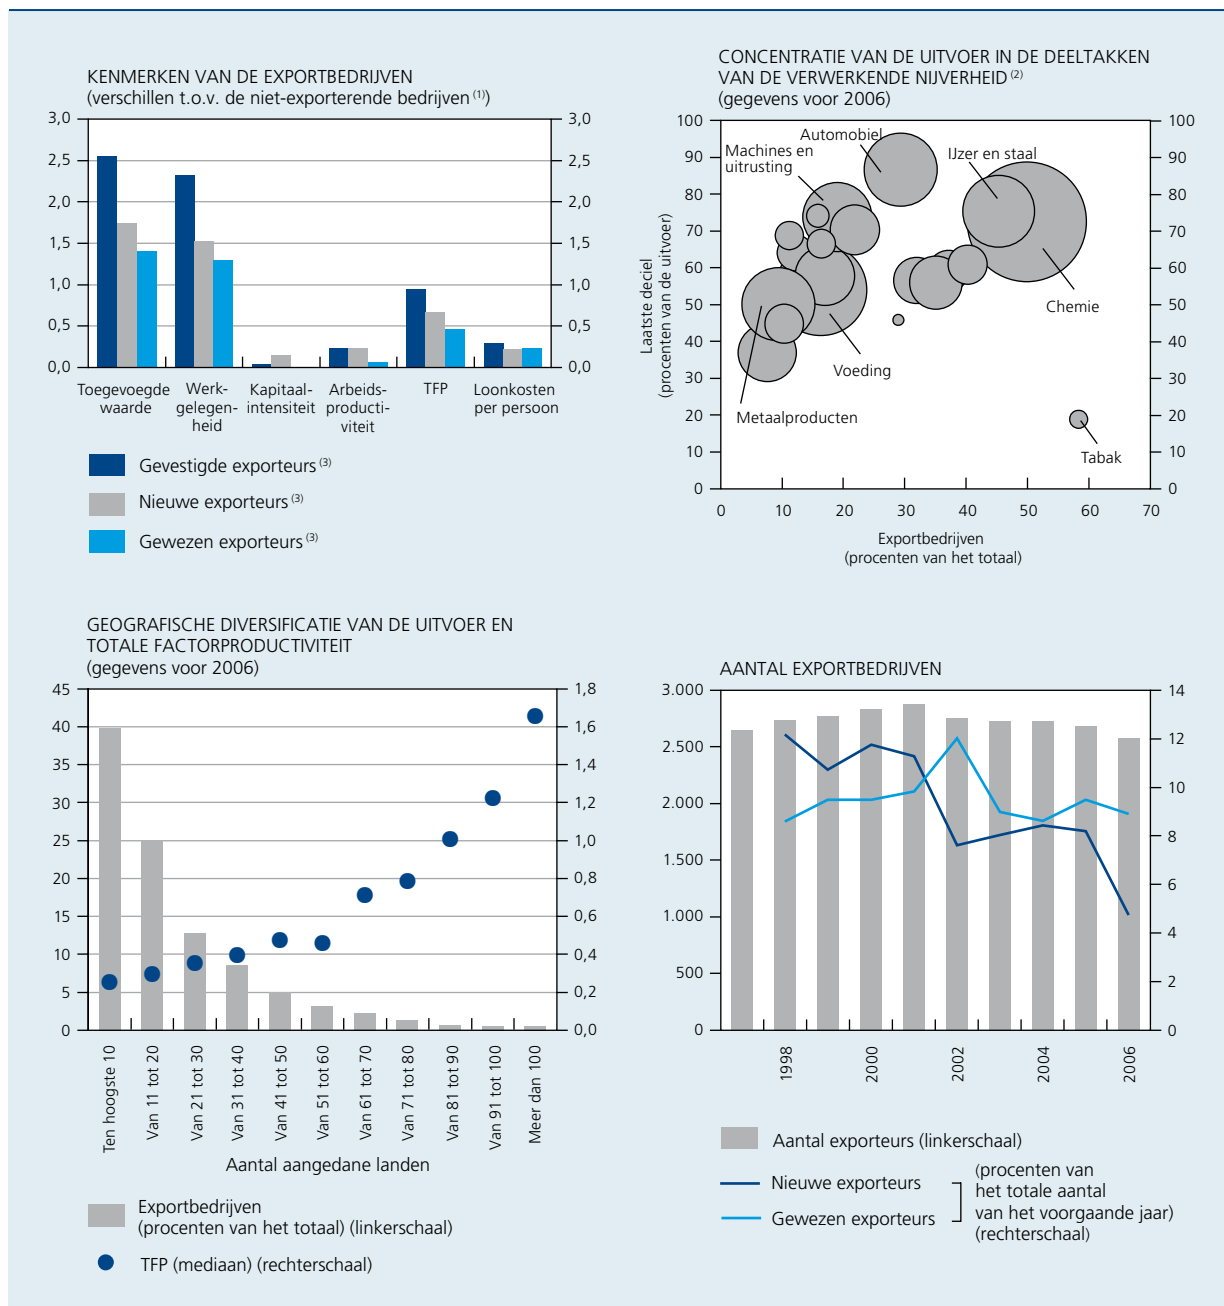 KENMERKEN VAN DE EXPORTBEDRIJVEN
(verschillen t.o.v. de niet-exporterende bedrijven (1))
3,0 3,0
2,5 2,5
2,0 2,0
1,5 1,5
1,0 1,0
0,5 0,5
0,0 0,0
Toegevoegde waarde
Werk-gelegen-heid
Kapitaal-intensiteit
Arbeids-producti-viteit
TFP
Loonkosten per persoon
Gevestigde exporteurs (3)
Nieuwe exporteurs (3)
Gewezen exporteurs (3)
CONCENTRATIE VAN DE UITVOER IN DE DEELTAKKEN
VAN DE VERWERKENDE NIJVERHEID (2)
(gegevens voor 2006)
Laatste deciel
(procenten van de uitvoer)
100 100
90 90
80 80
70 70
60 60
50 50
40 40
30 30
20 20
10 10
0 0
Automobiel
Machines en
uitrusting
IJzer en staal
Chemie
Voeding
Metaalproducten
Tabak
0 10 20 30 40 50 60 70
Exportbedrijven
(procenten van het totaal)
GEOGRAFISCHE DIVERSIFICATIE VAN DE UITVOER EN
TOTALE FACTORPRODUCTIVITEIT
(gegevens voor 2006)
45 1,8
40 1,6
35 1,4
30 1,2
25 1,0
20 0,8
15 0,6
10 0,4
5 0,2
0 0,0
Ten hoogste 10
Van 11 tot 20
Van 21 tot 30
Van 31 tot 40
Van 41 tot 50
Van 51 tot 60
Van 61 tot 70
Van 71 tot 80
Van 81 tot 90
Van 91 tot 100
Meer dan 100
Aantal aangedane landen
Exportbedrijven
(procenten van het totaal) (linkerschaal)
TFP (mediaan) (rechterschaal)
AANTAL EXPORTBEDRIJVEN
3.000
2.500
2.000
1.500
1.000
500
0
14
12
10
8
6
4
2
0
1998 2000 2002 2004 2006
Aantal exporteurs (linkerschaal)
Nieuwe exporteurs
Gewezen exporteurs
(procenten van
het totale aantal
van het voorgaande jaar)
(rechterschaal)